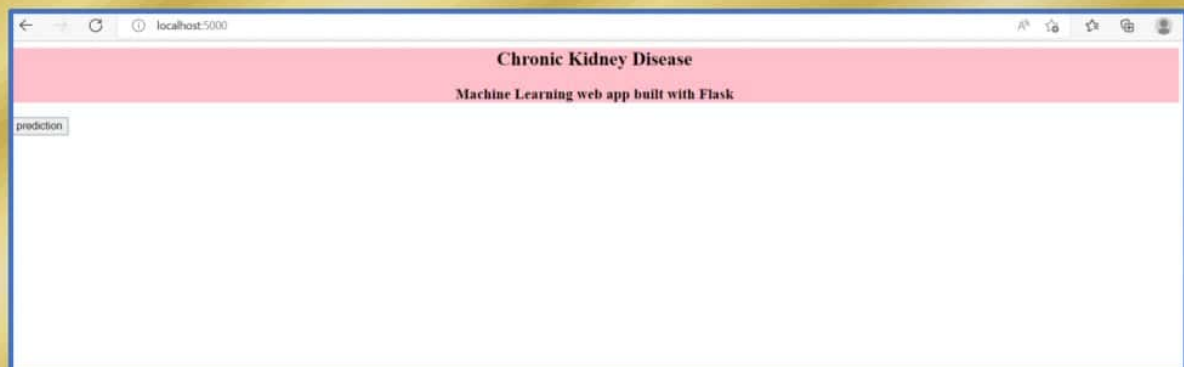 localhost:5000
Chronic Kidney Disease
Machine Learning web app built with Flask
prediction